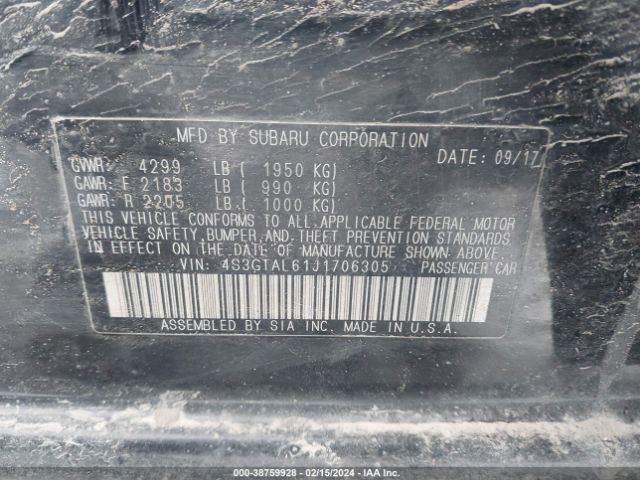 MFD BY SUBARU CORPORATION
DATE: 09/17
GVWR: 4299 LB ( 1950 KG)
GAWR: F 2183 LB ( 990 KG)
GAWR: R 2205 LB ( 1000 KG)
THIS VEHICLE CONFORMS TO ALL APPLICABLE FEDERAL MOTOR
VEHICLE SAFETY, BUMPER, AND THEFT PREVENTION STANDARDS
IN EFFECT ON THE DATE OF MANUFACTURE SHOWN ABOVE.
VIN: 4S3GTAL61J1706305 PASSENGER CAR
ASSEMBLED BY SIA INC. MADE IN U.S.A.
000-38759928 - 02/15/2024 - IAA Inc.